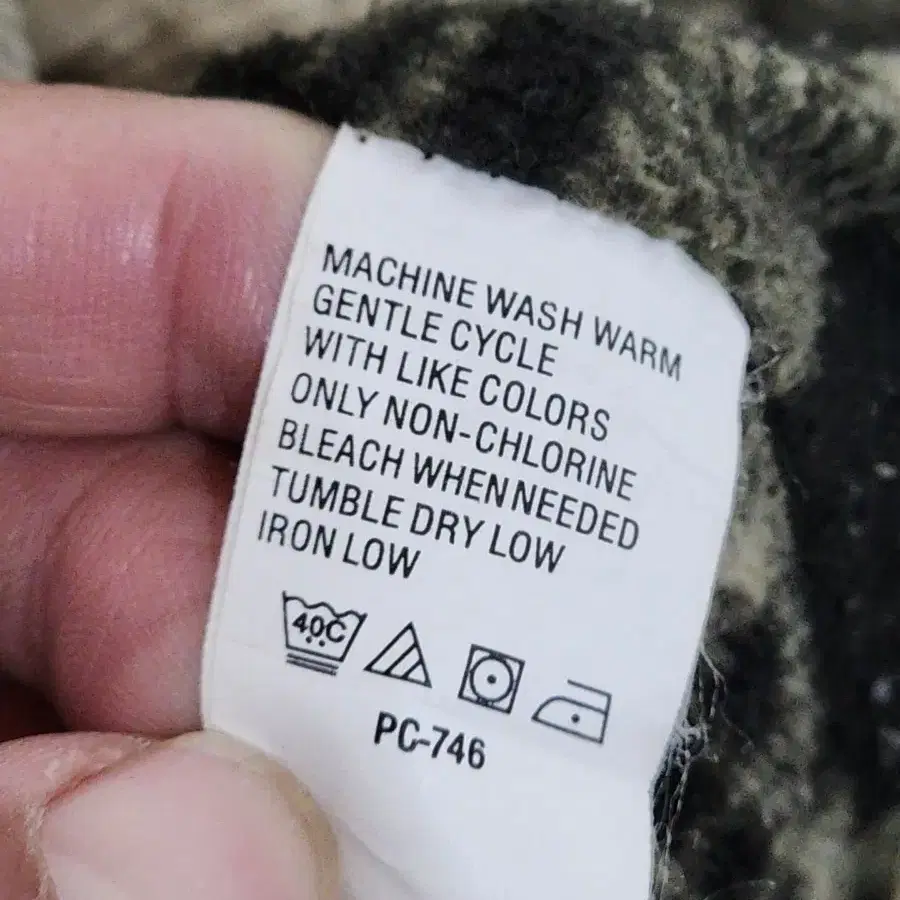 MACHINE WASH WARM
GENTLE CYCLE
WITH LIKE COLORS
ONLY NON-CHLORINE
BLEACH WHEN NEEDED
TUMBLE DRY LOW
IRON LOW
40C
PC-746